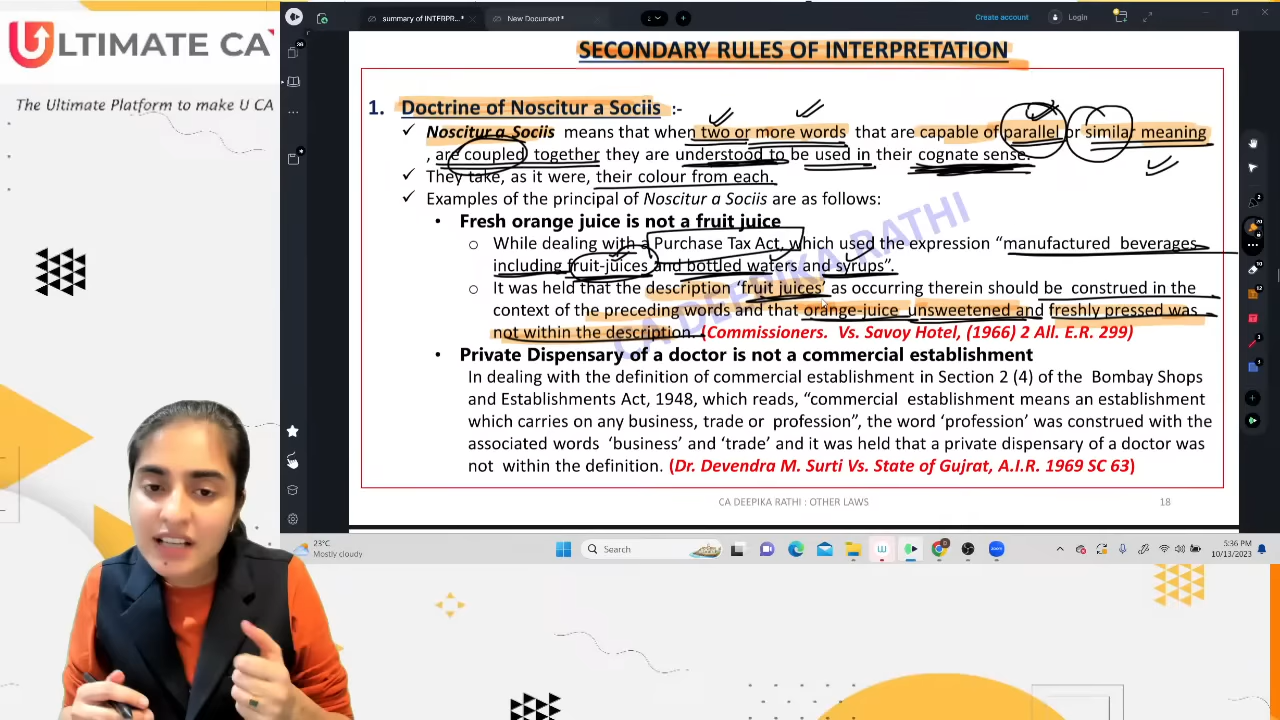 ULTIMATE CA
The Ultimate Platform to make U CA
summary of INTERPR...*
New Document*
2
Create account
Login
SECONDARY RULES OF INTERPRETATION
1. Doctrine of Noscitur a Sociis :-
✓ Noscitur a Sociis means that when two or more words that are capable of parallel or similar meaning
, are coupled together they are understood to be used in their cognate sense.
✓ They take, as it were, their colour from each.
✓ Examples of the principal of Noscitur a Sociis are as follows:
• Fresh orange juice is not a fruit juice
o While dealing with a Purchase Tax Act, which used the expression “manufactured beverages
including fruit-juices and bottled waters and syrups”.
o It was held that the description ‘fruit juices’ as occurring therein should be construed in the
context of the preceding words and that orange-juice unsweetened and freshly pressed was
not within the description. (Commissioners. Vs. Savoy Hotel, (1966) 2 All. E.R. 299)
• Private Dispensary of a doctor is not a commercial establishment
In dealing with the definition of commercial establishment in Section 2 (4) of the Bombay Shops
and Establishments Act, 1948, which reads, “commercial establishment means an establishment
which carries on any business, trade or profession”, the word ‘profession’ was construed with the
associated words ‘business’ and ‘trade’ and it was held that a private dispensary of a doctor was
not within the definition. (Dr. Devendra M. Surti Vs. State of Gujrat, A.I.R. 1969 SC 63)
CA DEEPIKA RATHI
CA DEEPIKA RATHI : OTHER LAWS
18
23°C
Mostly cloudy
Search
5:36 PM
10/13/2023